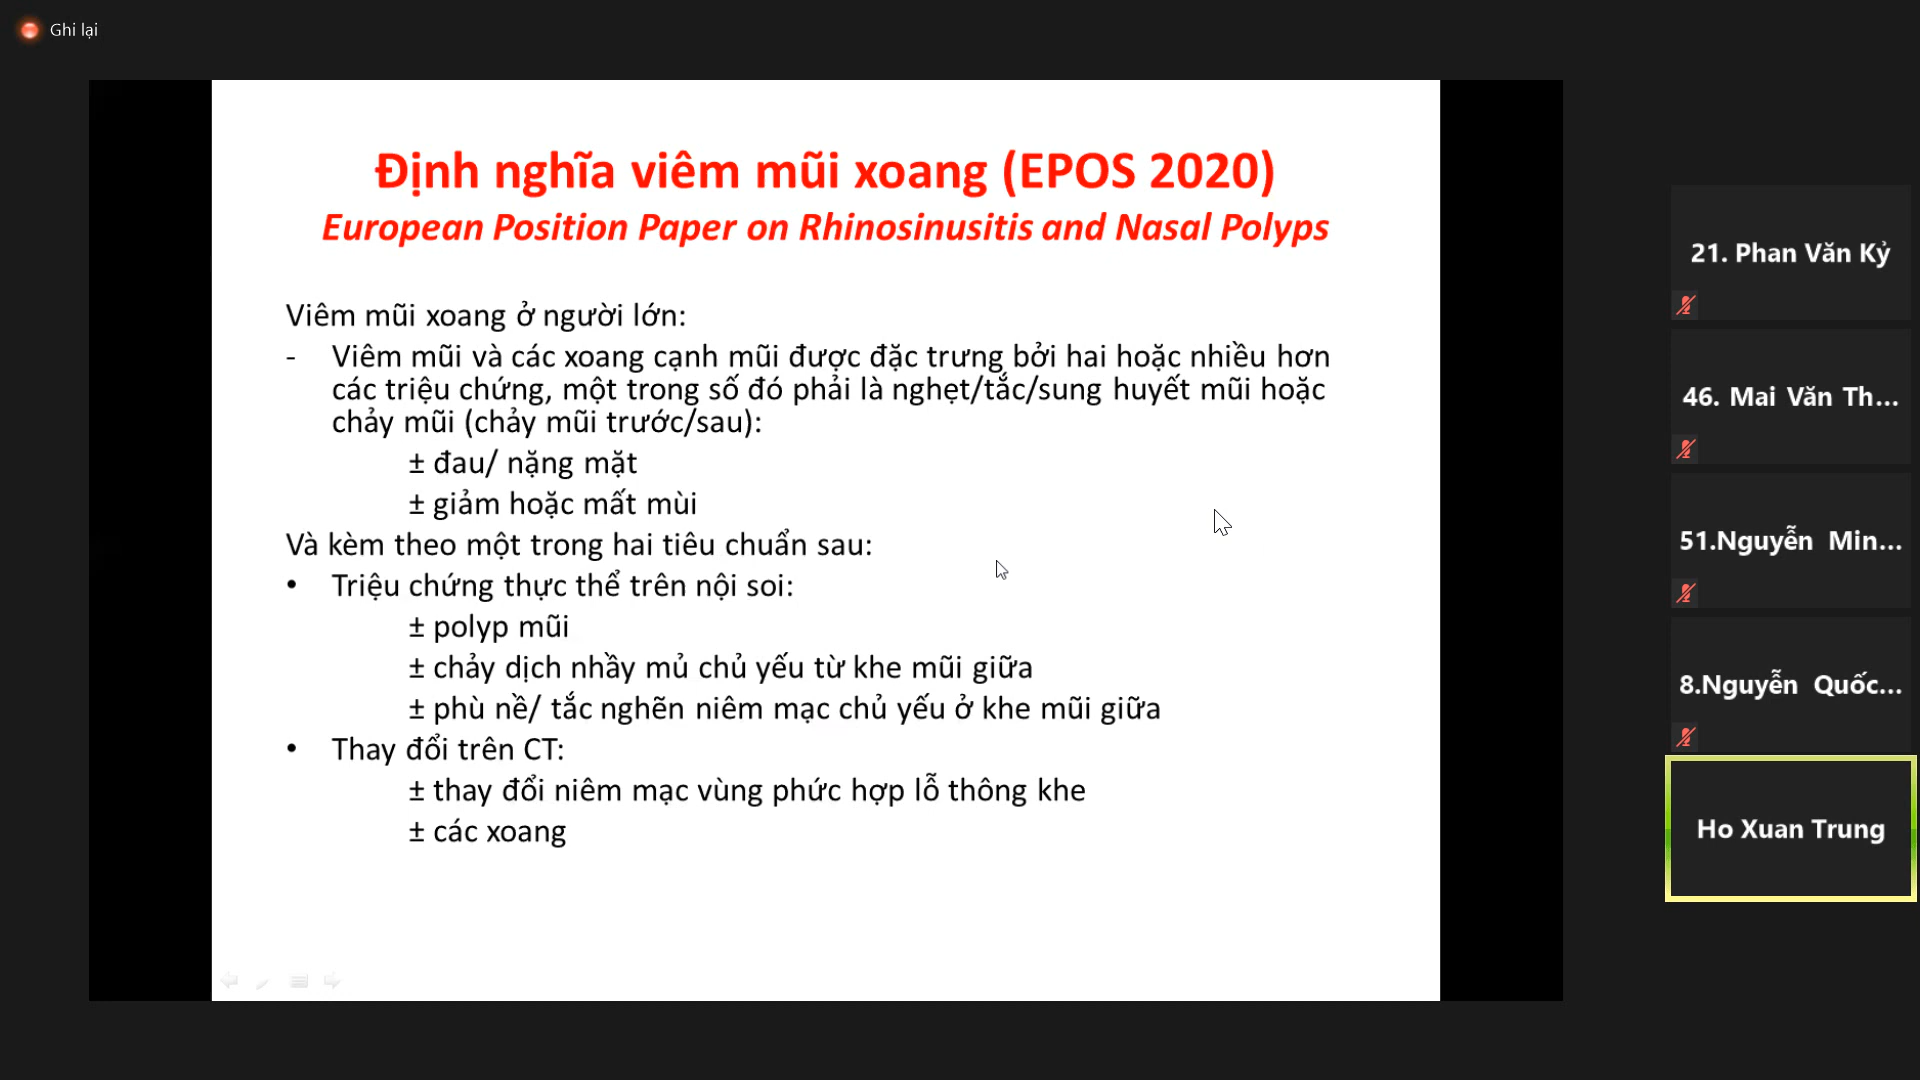 Ghi lại
Định nghĩa viêm mũi xoang (EPOS 2020)
European Position Paper on Rhinosinusitis and Nasal Polyps
Viêm mũi xoang ở người lớn:
- Viêm mũi và các xoang cạnh mũi được đặc trưng bởi hai hoặc nhiều hơn
các triệu chứng, một trong số đó phải là nghẹt/tắc/sung huyết mũi hoặc
chảy mũi (chảy mũi trước/sau):
± đau/ nặng mặt
± giảm hoặc mất mùi
Và kèm theo một trong hai tiêu chuẩn sau:
• Triệu chứng thực thể trên nội soi:
± polyp mũi
± chảy dịch nhầy mủ chủ yếu từ khe mũi giữa
± phù nề/ tắc nghẽn niêm mạc chủ yếu ở khe mũi giữa
• Thay đổi trên CT:
± thay đổi niêm mạc vùng phức hợp lỗ thông khe
± các xoang
21. Phan Văn Kỷ
46. Mai Văn Th...
51.Nguyễn Min...
8.Nguyễn Quốc...
Ho Xuan Trung